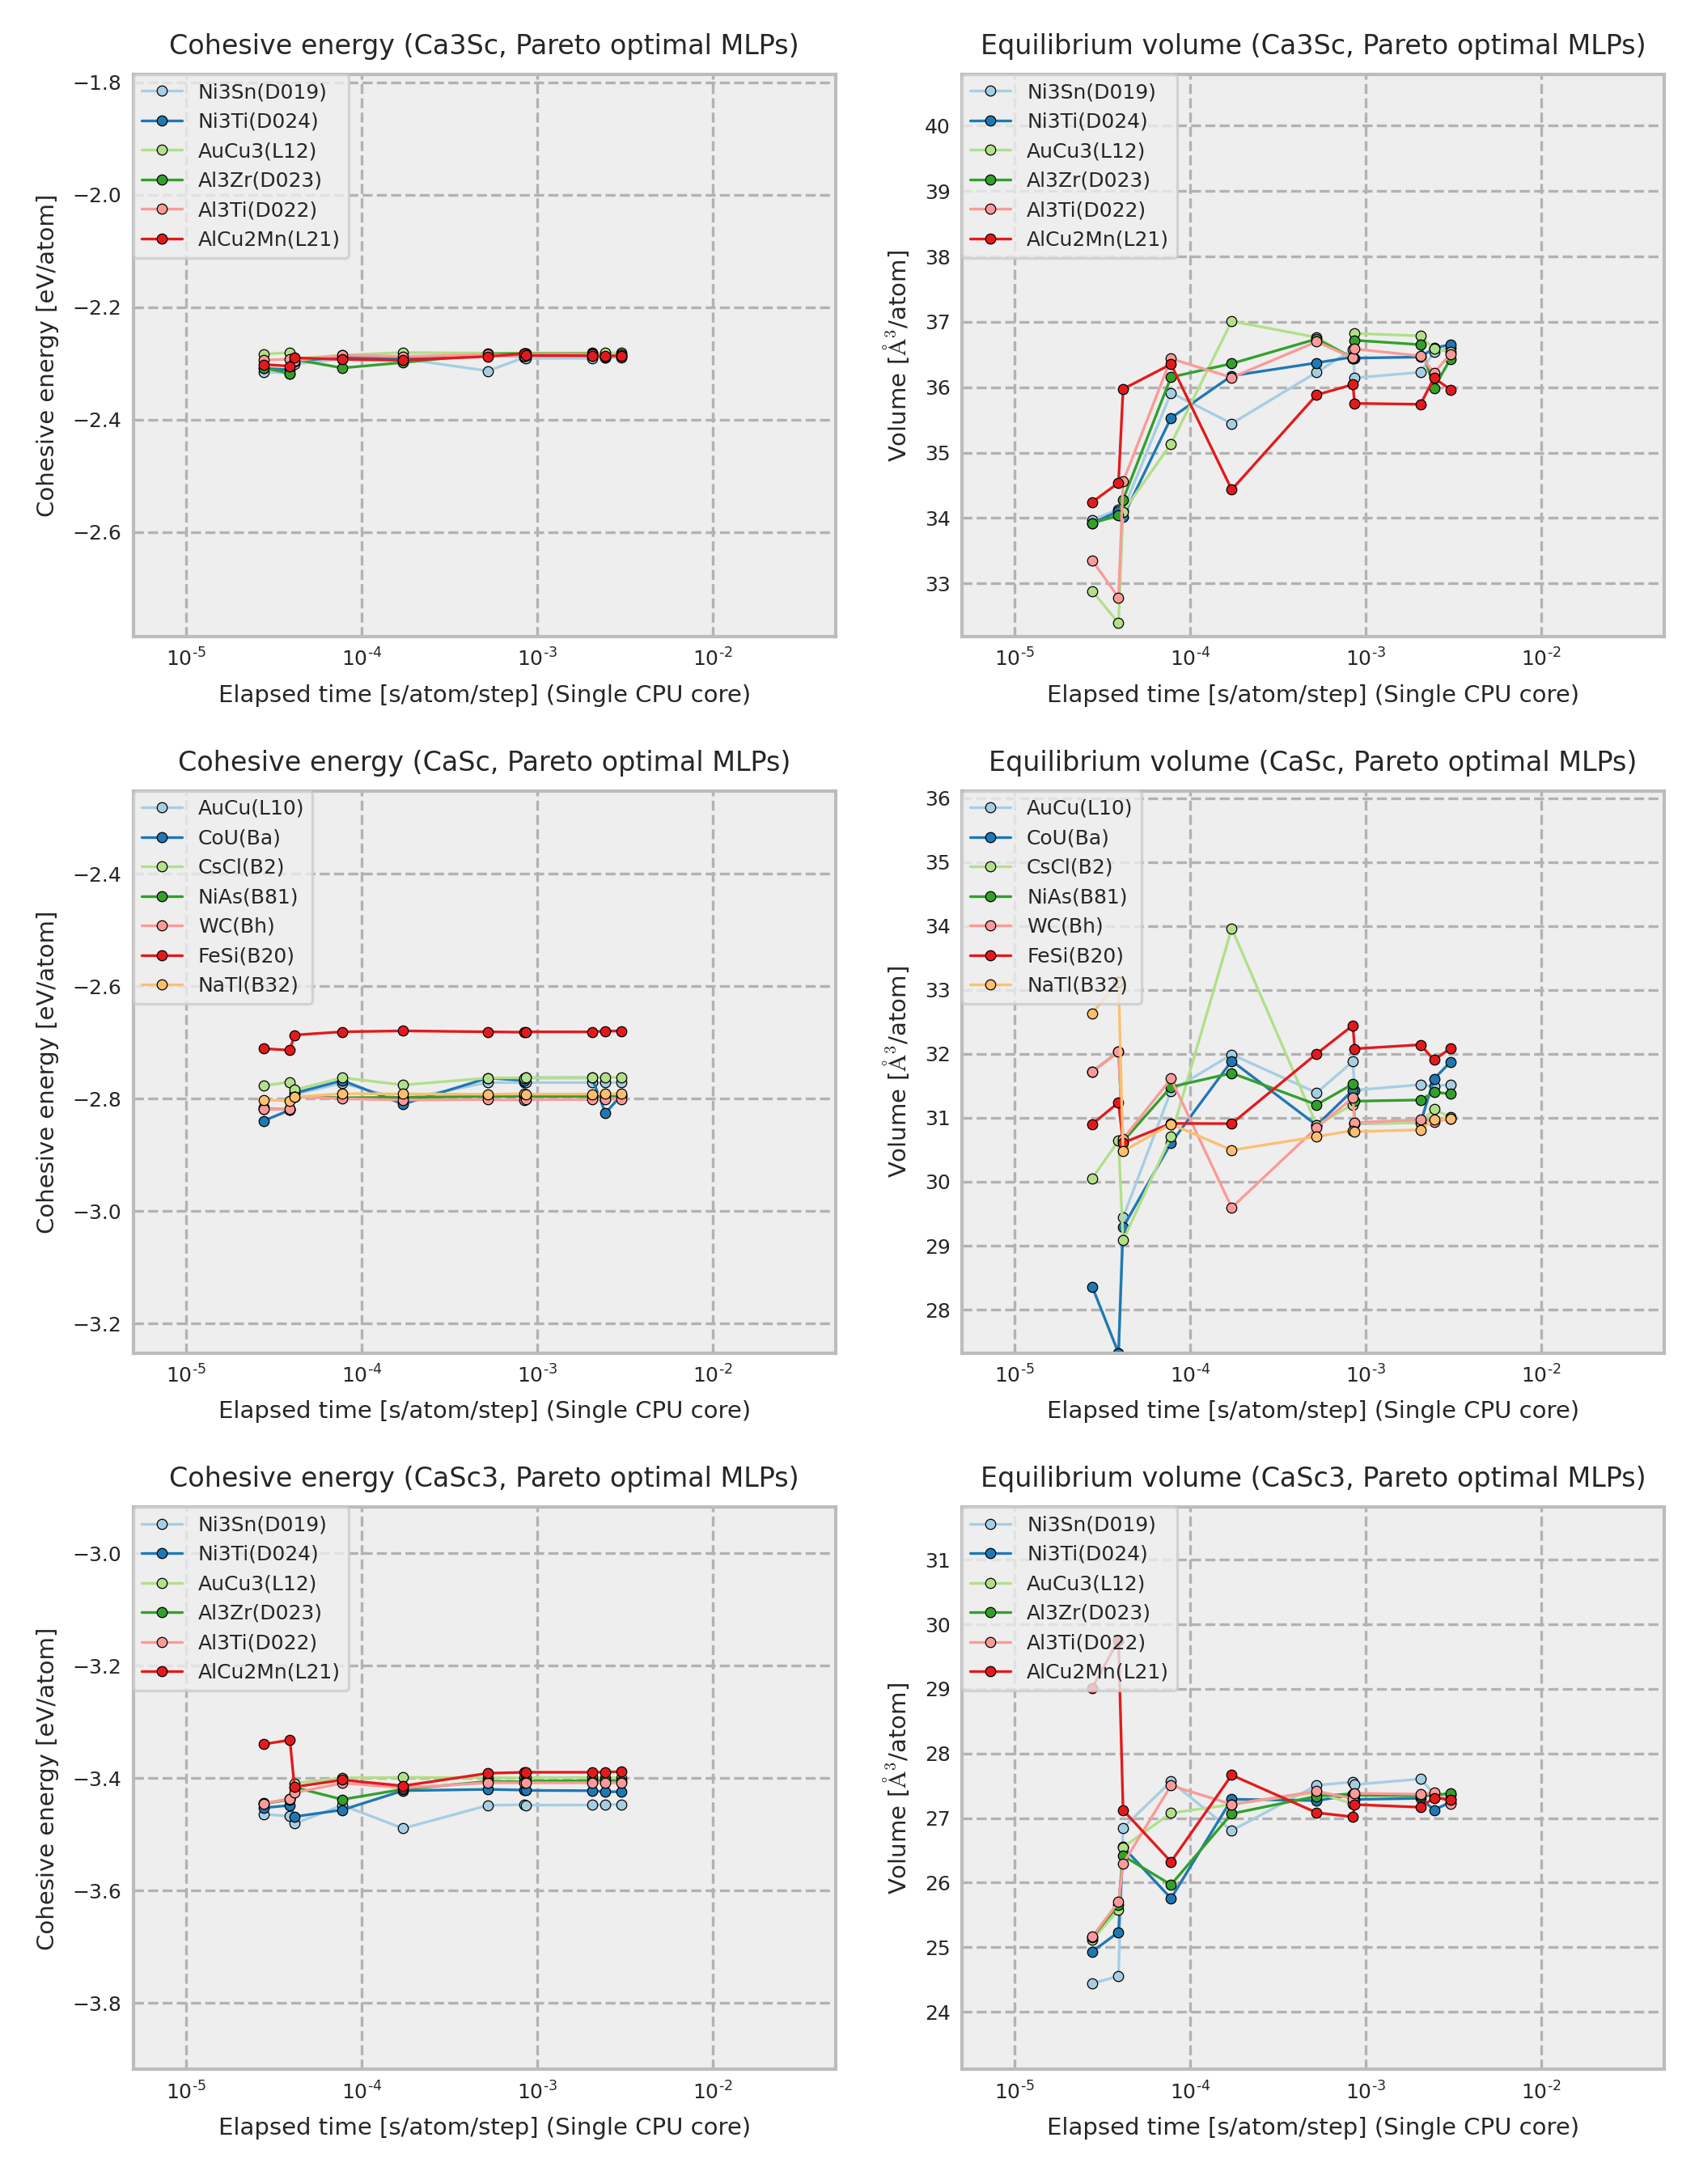 Cohesive energy (Ca3Sc, Pareto optimal MLPs)
Cohesive energy [eV/atom]
−1.8
−2.0
−2.2
−2.4
−2.6
Ni3Sn(D019)
Ni3Ti(D024)
AuCu3(L12)
Al3Zr(D023)
Al3Ti(D022)
AlCu2Mn(L21)
10-5 10-4 10-3 10-2
Elapsed time [s/atom/step] (Single CPU core)
Equilibrium volume (Ca3Sc, Pareto optimal MLPs)
Volume [Å3/atom]
40
39
38
37
36
35
34
33
Ni3Sn(D019)
Ni3Ti(D024)
AuCu3(L12)
Al3Zr(D023)
Al3Ti(D022)
AlCu2Mn(L21)
10-5 10-4 10-3 10-2
Elapsed time [s/atom/step] (Single CPU core)
Cohesive energy (CaSc, Pareto optimal MLPs)
Cohesive energy [eV/atom]
−2.4
−2.6
−2.8
−3.0
−3.2
AuCu(L10)
CoU(Ba)
CsCl(B2)
NiAs(B81)
WC(Bh)
FeSi(B20)
NaTl(B32)
10-5 10-4 10-3 10-2
Elapsed time [s/atom/step] (Single CPU core)
Equilibrium volume (CaSc, Pareto optimal MLPs)
Volume [Å3/atom]
36
35
34
33
32
31
30
29
28
AuCu(L10)
CoU(Ba)
CsCl(B2)
NiAs(B81)
WC(Bh)
FeSi(B20)
NaTl(B32)
10-5 10-4 10-3 10-2
Elapsed time [s/atom/step] (Single CPU core)
Cohesive energy (CaSc3, Pareto optimal MLPs)
Cohesive energy [eV/atom]
−3.0
−3.2
−3.4
−3.6
−3.8
Ni3Sn(D019)
Ni3Ti(D024)
AuCu3(L12)
Al3Zr(D023)
Al3Ti(D022)
AlCu2Mn(L21)
10-5 10-4 10-3 10-2
Elapsed time [s/atom/step] (Single CPU core)
Equilibrium volume (CaSc3, Pareto optimal MLPs)
Volume [Å3/atom]
31
30
29
28
27
26
25
24
Ni3Sn(D019)
Ni3Ti(D024)
AuCu3(L12)
Al3Zr(D023)
Al3Ti(D022)
AlCu2Mn(L21)
10-5 10-4 10-3 10-2
Elapsed time [s/atom/step] (Single CPU core)